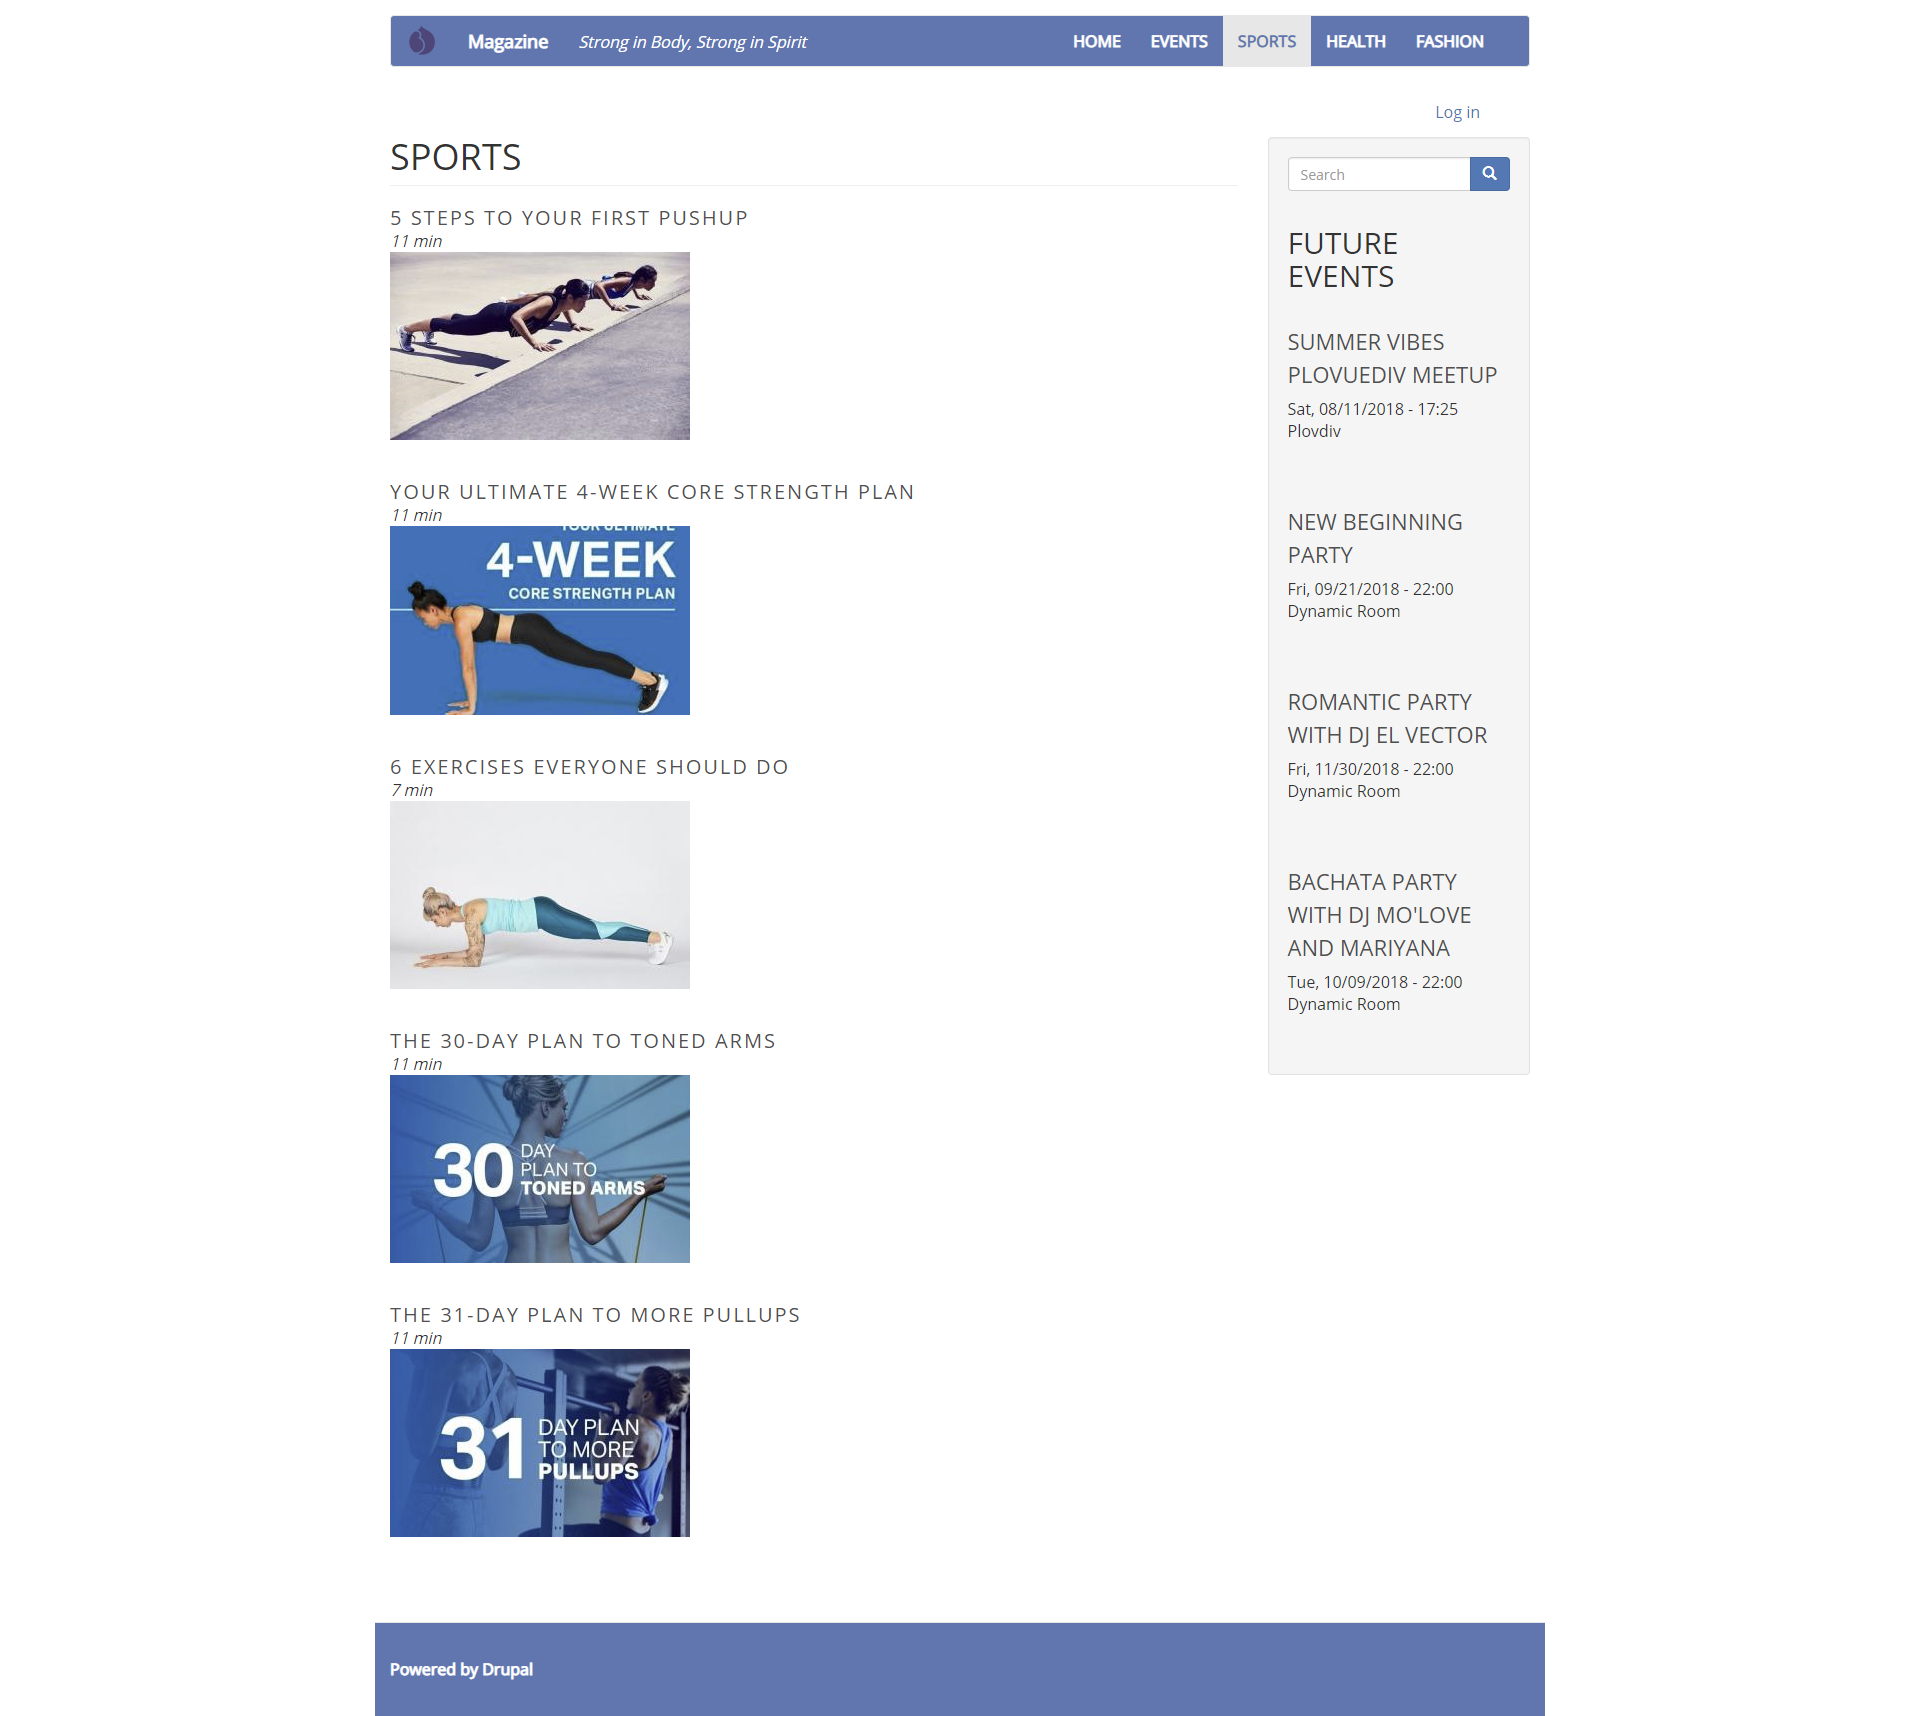 Magazine
Strong in Body, Strong in Spirit
HOME
EVENTS
SPORTS
HEALTH
FASHION
Log in
SPORTS
5 STEPS TO YOUR FIRST PUSHUP
11 min
YOUR ULTIMATE 4-WEEK CORE STRENGTH PLAN
11 min
YOUR ULTIMATE
4-WEEK
CORE STRENGTH PLAN
6 EXERCISES EVERYONE SHOULD DO
7 min
THE 30-DAY PLAN TO TONED ARMS
11 min
30 DAY
PLAN TO
TONED ARMS
THE 31-DAY PLAN TO MORE PULLUPS
11 min
31 DAY PLAN
TO MORE
PULLUPS
Search
FUTURE
EVENTS
SUMMER VIBES
PLOVUEDIV MEETUP
Sat, 08/11/2018 - 17:25
Plovdiv
NEW BEGINNING
PARTY
Fri, 09/21/2018 - 22:00
Dynamic Room
ROMANTIC PARTY
WITH DJ EL VECTOR
Fri, 11/30/2018 - 22:00
Dynamic Room
BACHATA PARTY
WITH DJ MO'LOVE
AND MARIYANA
Tue, 10/09/2018 - 22:00
Dynamic Room
Powered by Drupal